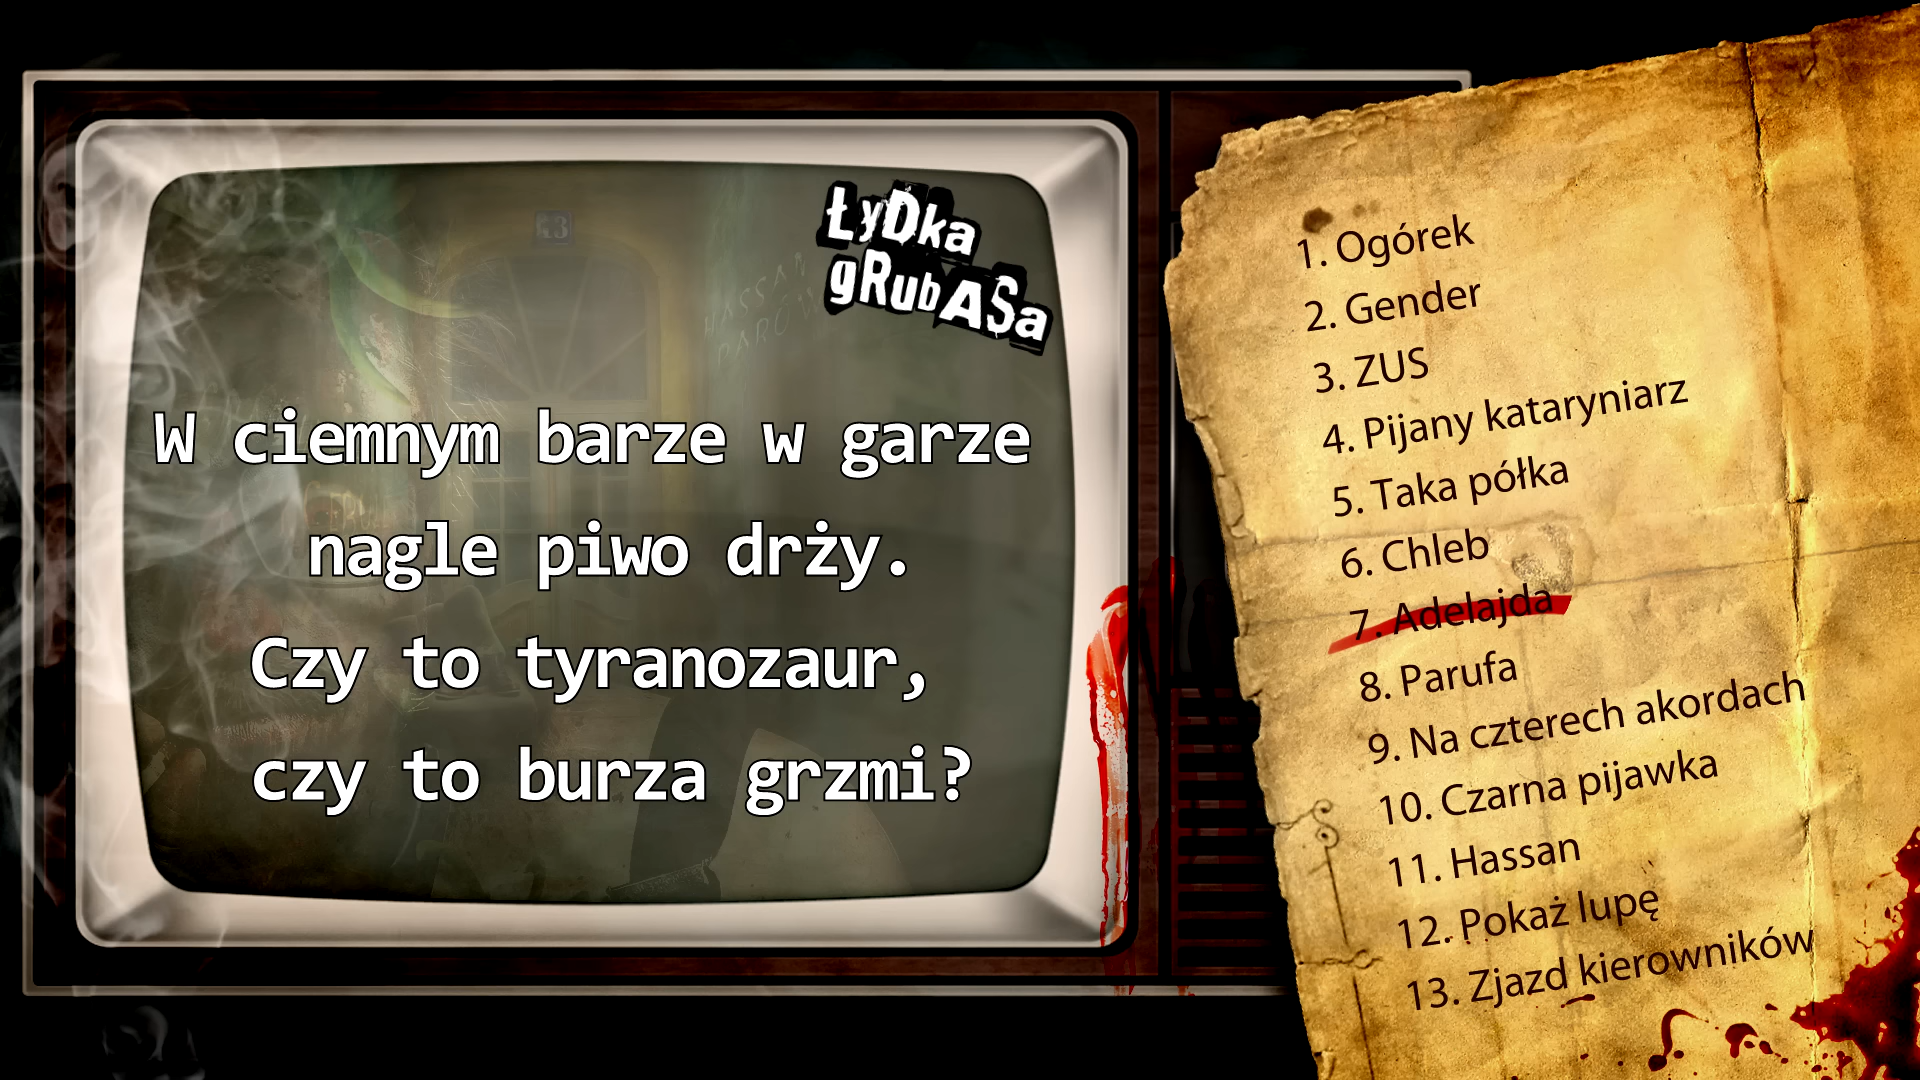 ŁyDka
gRubASa
13
HASSAN
W ciemnym barze w garze
nagle piwo drży.
Czy to tyranozaur,
czy to burza grzmi?
1. Ogórek
2. Gender
3. ZUS
4. Pijany kataryniarz
5. Taka półka
6. Chleb
7. Adelajda
8. Parufa
9. Na czterech akordach
10. Czarna pijawka
11. Hassan
12. Pokaż lupę
13. Zjazd kierowników